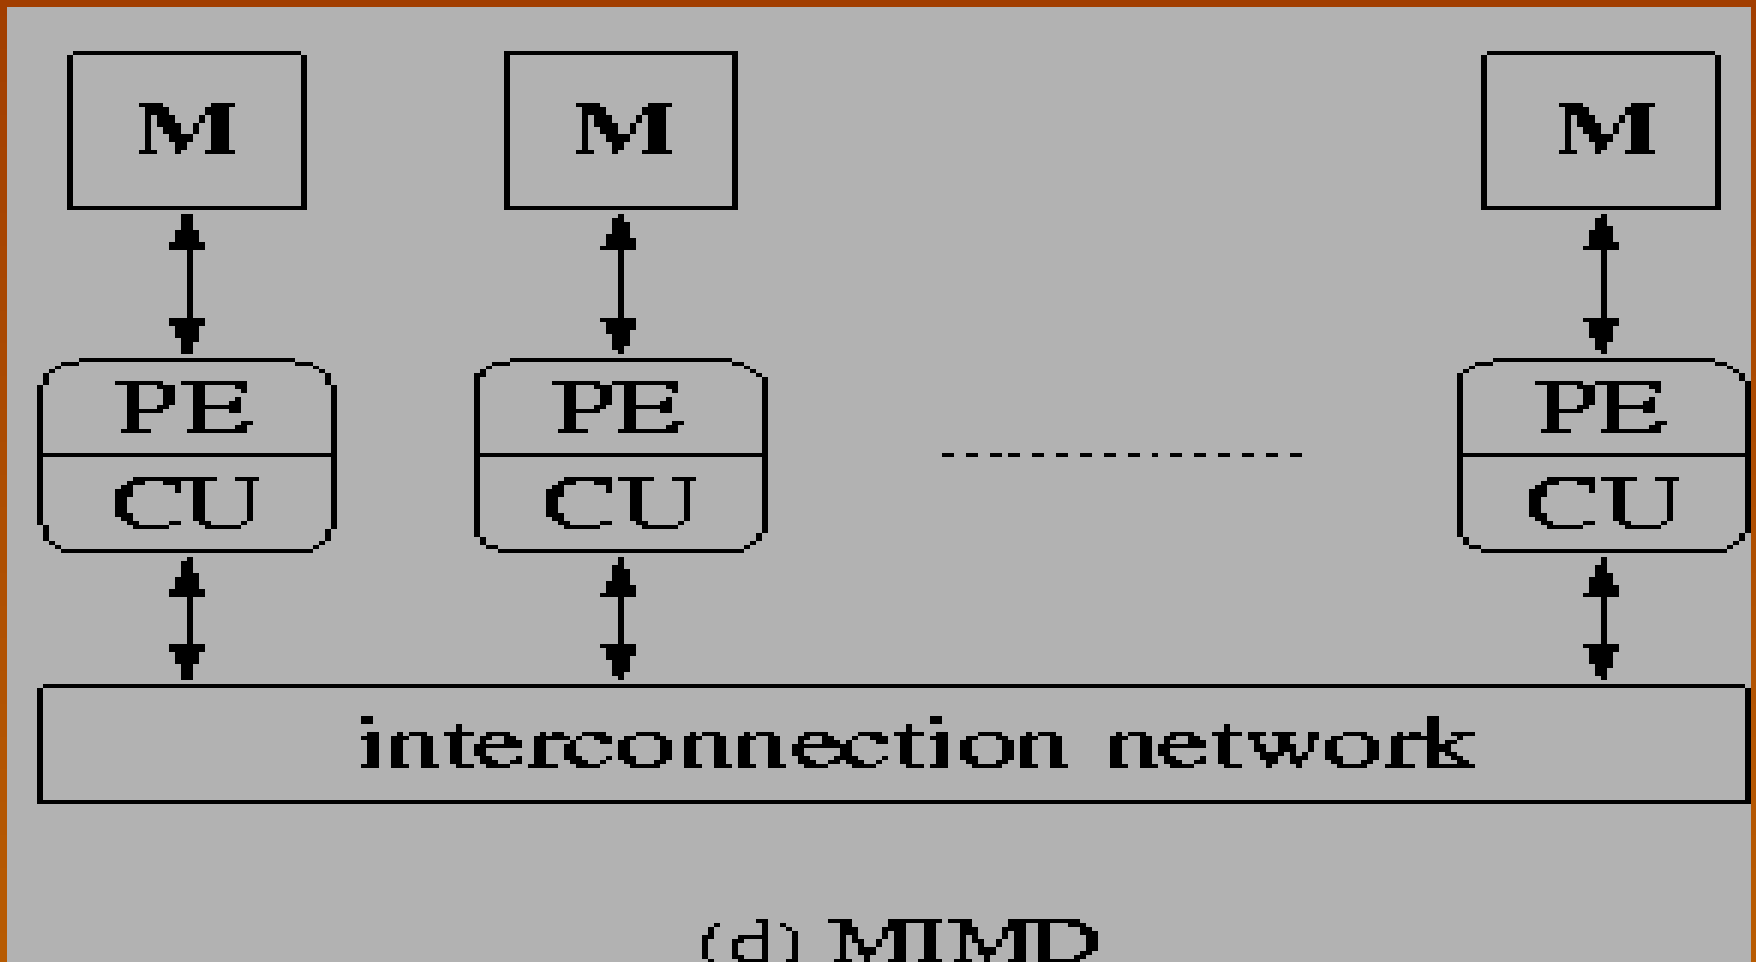 M M M
PE PE PE
CU CU CU
interconnection network
(d) MIMD